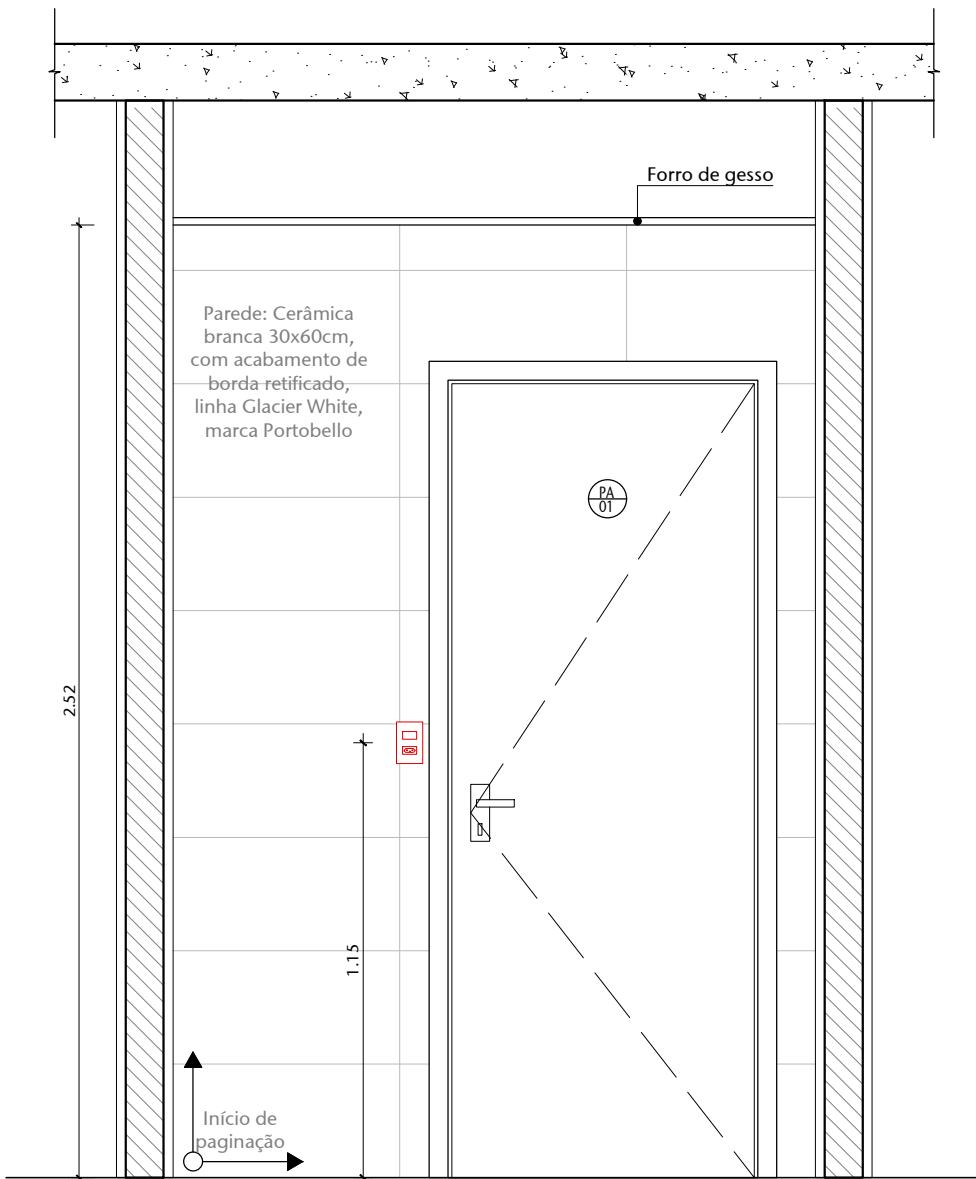 Forro de gesso
Parede: Cerâmica
branca 30x60cm,
com acabamento de
borda retificado,
linha Glacier White,
marca Portobello
PA
01
2.52
1.15
Início de
paginação